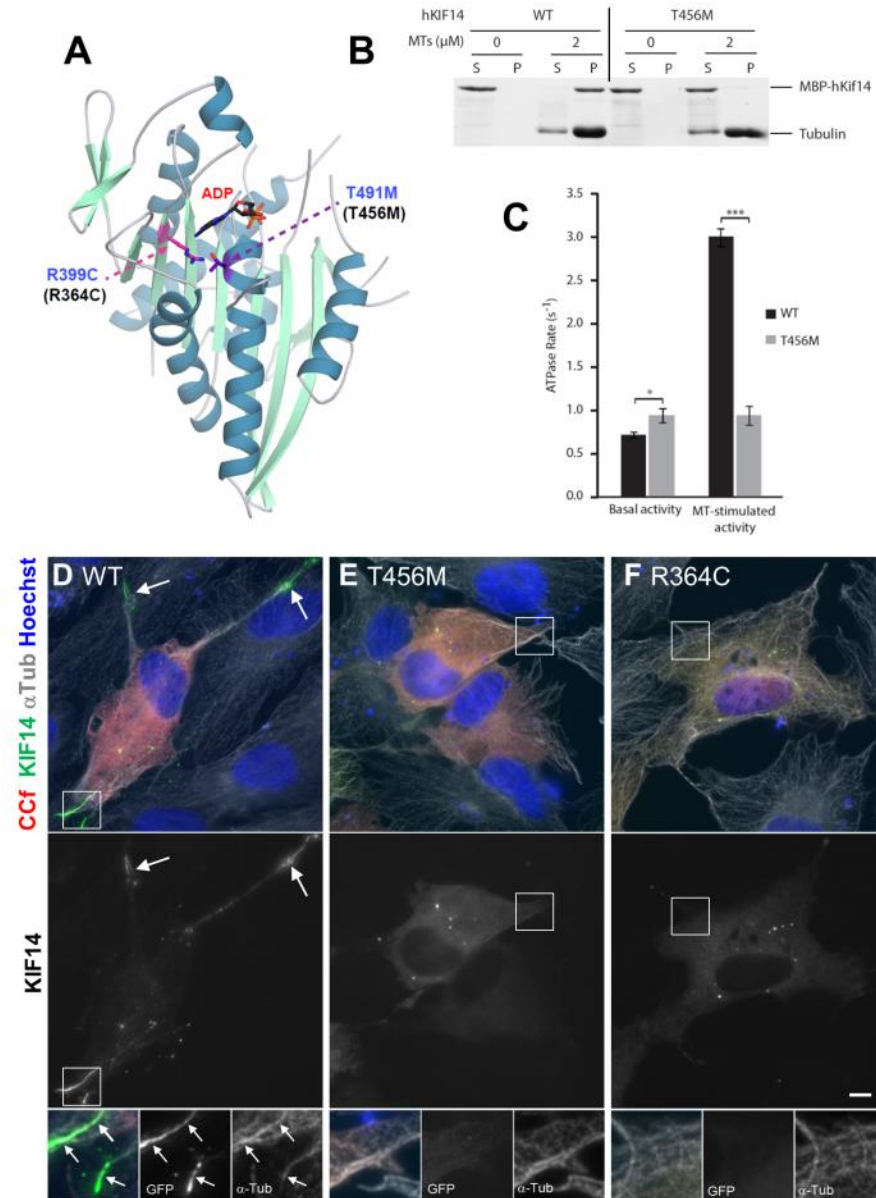 A
ADP
T491M
(T456M)
R399C
(R364C)
B
hKIF14 WT T456M
MTs (μM) 0 2 0 2
S P S P S P S P
MBP-hKif14
Tubulin
C
3.5
3.0
2.5
2.0
1.5
1.0
0.5
0.0
ATPase Rate (s⁻¹)
*
***
WT
T456M
Basal activity
MT-stimulated
activity
CCf KIF14 αTub Hoechst
D WT
E T456M
F R364C
KIF14
GFP
α-Tub
GFP
α-Tub
GFP
α-Tub